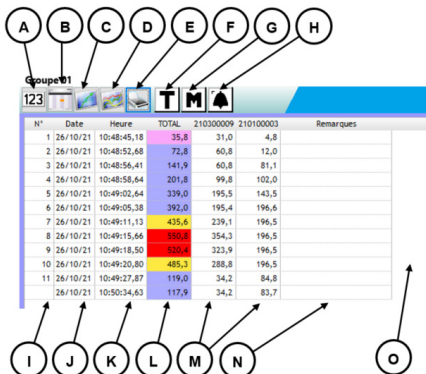 A B C D E F G H
Groupe 01
123 T M
N° Date Heure TOTAL 210300009 210100003 Remarques
1 26/10/21 10:48:45,18 35,8 31,0 4,8
2 26/10/21 10:48:52,68 72,8 60,8 12,0
3 26/10/21 10:48:56,41 141,9 60,8 81,1
4 26/10/21 10:48:58,64 201,8 99,8 102,0
5 26/10/21 10:49:02,64 339,0 195,5 143,5
6 26/10/21 10:49:05,38 392,0 195,4 196,6
7 26/10/21 10:49:11,13 435,6 239,1 196,5
8 26/10/21 10:49:15,66 550,8 354,3 196,5
9 26/10/21 10:49:18,50 520,4 323,9 196,5
10 26/10/21 10:49:20,80 485,3 288,8 196,5
11 26/10/21 10:49:27,87 119,0 34,2 84,8
26/10/21 10:50:34,63 117,9 34,2 83,7
I J K L M N O